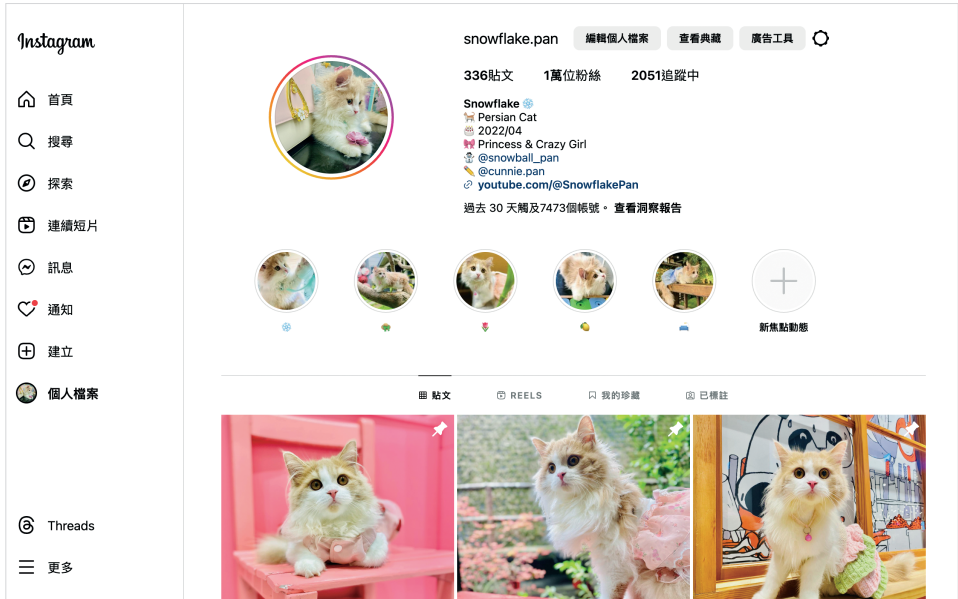 Instagram
首頁
搜尋
探索
連續短片
訊息
通知
建立
個人檔案
Threads
更多
snowflake.pan 編輯個人檔案 查看典藏 廣告工具
336貼文 1萬位粉絲 2051追蹤中
Snowflake ❄️
🐈 Persian Cat
🎂 2022/04
🎀 Princess & Crazy Girl
☃️ @snowball_pan
✏️ @cunnie.pan
youtube.com/@SnowflakePan
過去 30 天觸及7473個帳號。 查看洞察報告
新焦點動態
貼文 REELS 我的珍藏 已標註